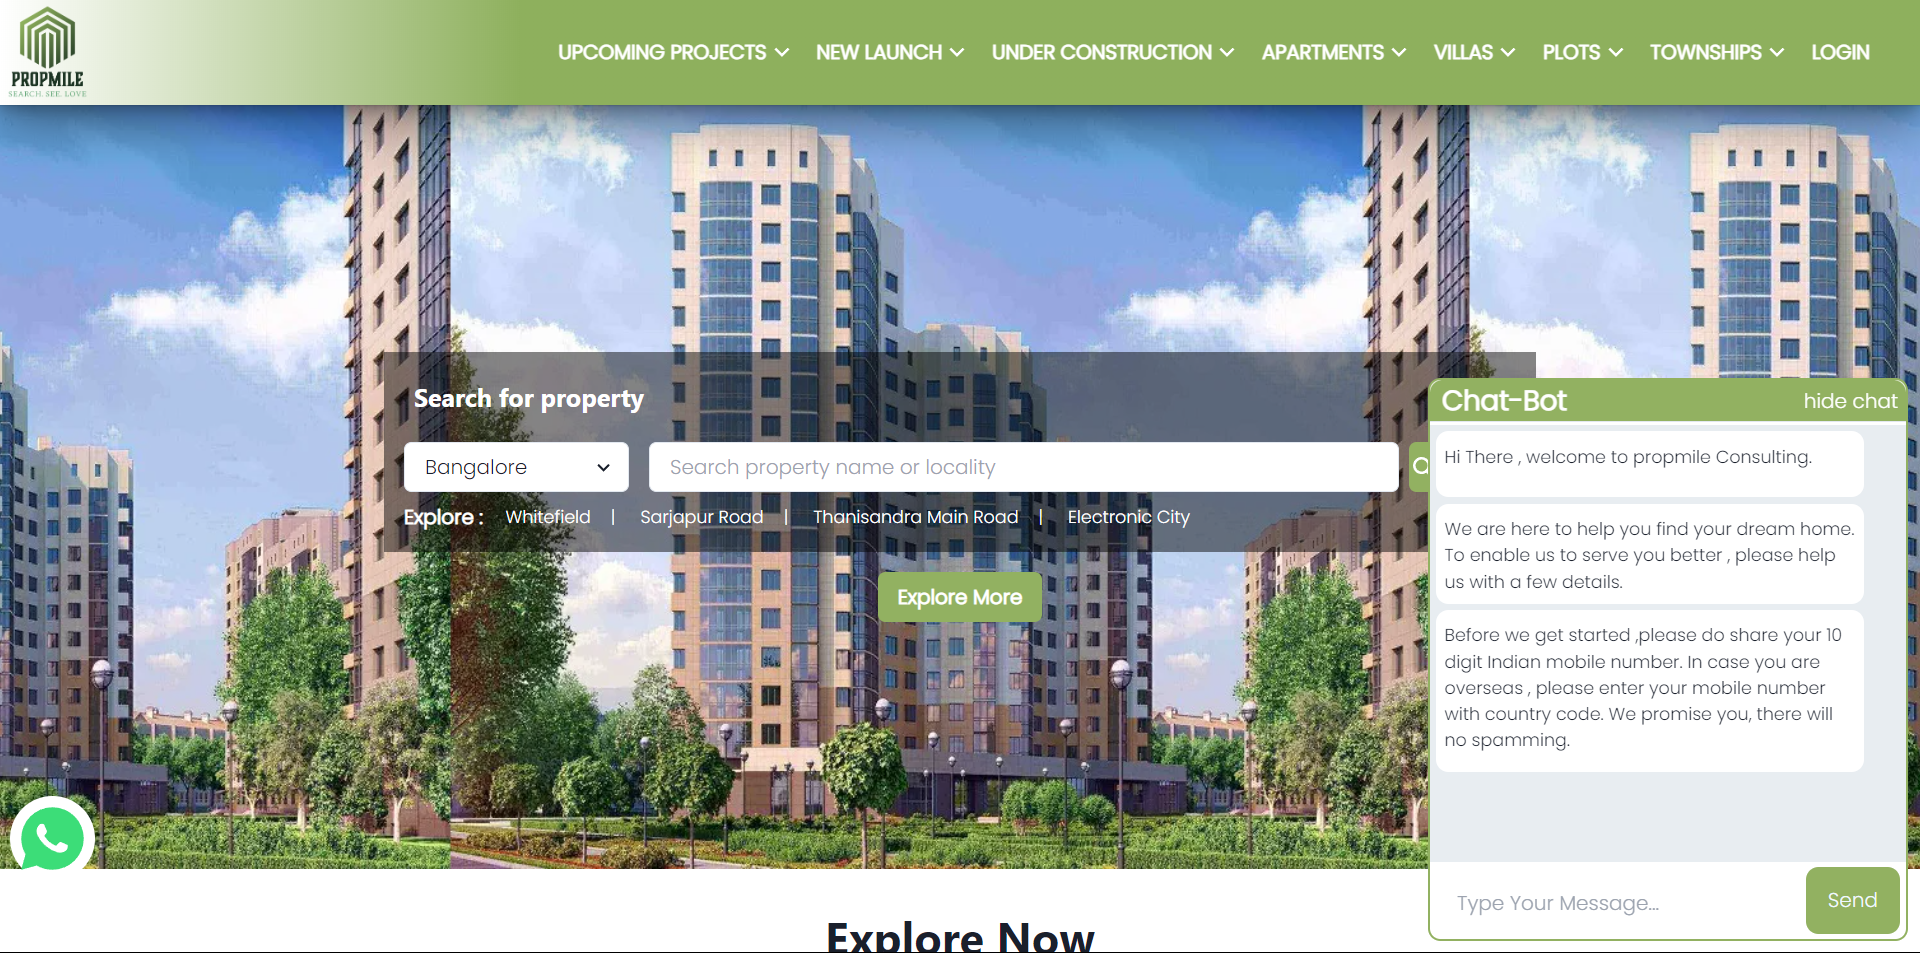 PROPMILE
SEARCH. SEE. LOVE
UPCOMING PROJECTS
NEW LAUNCH
UNDER CONSTRUCTION
APARTMENTS
VILLAS
PLOTS
TOWNSHIPS
LOGIN
Search for property
Bangalore
Search property name or locality
Explore : Whitefield | Sarjapur Road | Thanisandra Main Road | Electronic City
Explore More
Chat-Bot
hide chat
Hi There , welcome to propmile Consulting.
We are here to help you find your dream home.
To enable us to serve you better , please help
us with a few details.
Before we get started ,please do share your 10
digit Indian mobile number. In case you are
overseas , please enter your mobile number
with country code. We promise you, there will
no spamming.
Type Your Message...
Send
Explore Now